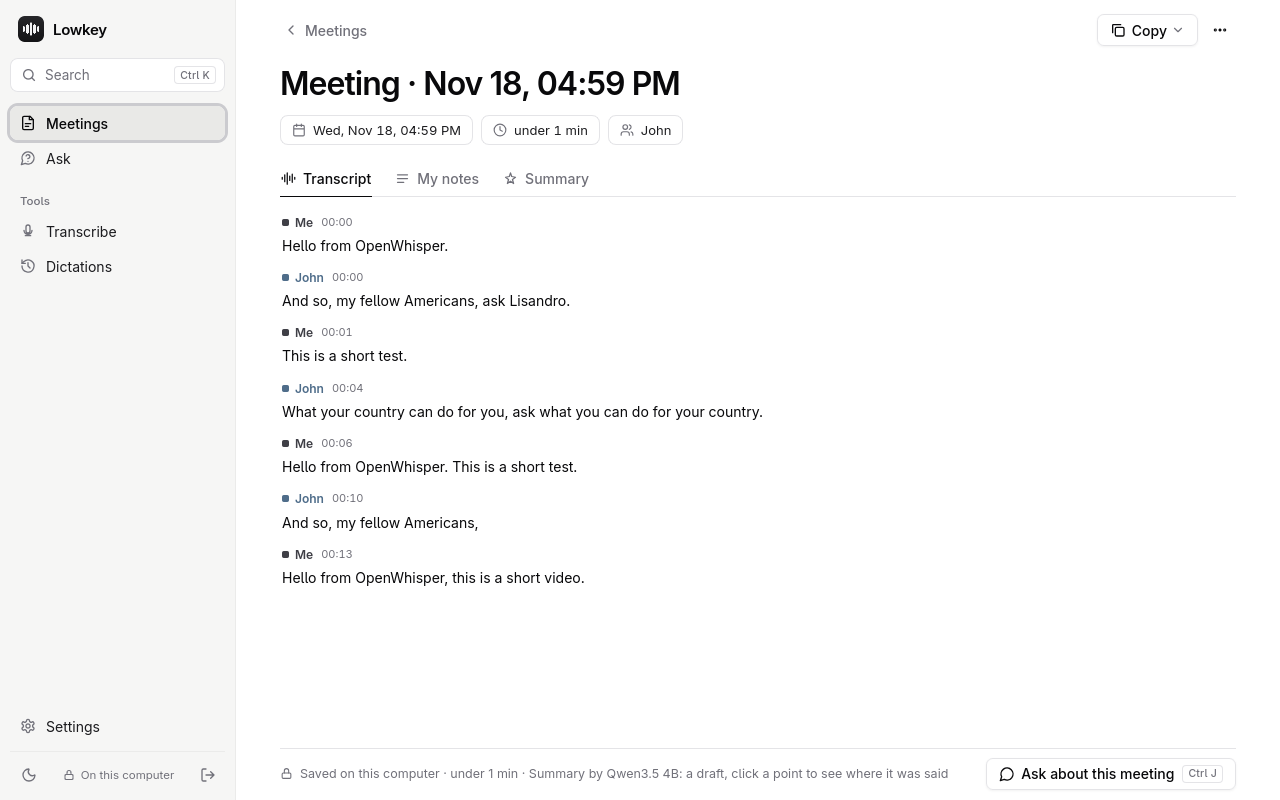 Lowkey
Search Ctrl K
Meetings
Ask
Tools
Transcribe
Dictations
Settings
On this computer
Meetings
Copy
Meeting · Nov 18, 04:59 PM
Wed, Nov 18, 04:59 PM under 1 min John
Transcript My notes Summary
Me 00:00
Hello from OpenWhisper.
John 00:00
And so, my fellow Americans, ask Lisandro.
Me 00:01
This is a short test.
John 00:04
What your country can do for you, ask what you can do for your country.
Me 00:06
Hello from OpenWhisper. This is a short test.
John 00:10
And so, my fellow Americans,
Me 00:13
Hello from OpenWhisper, this is a short video.
Saved on this computer · under 1 min · Summary by Qwen3.5 4B: a draft, click a point to see where it was said
Ask about this meeting Ctrl J